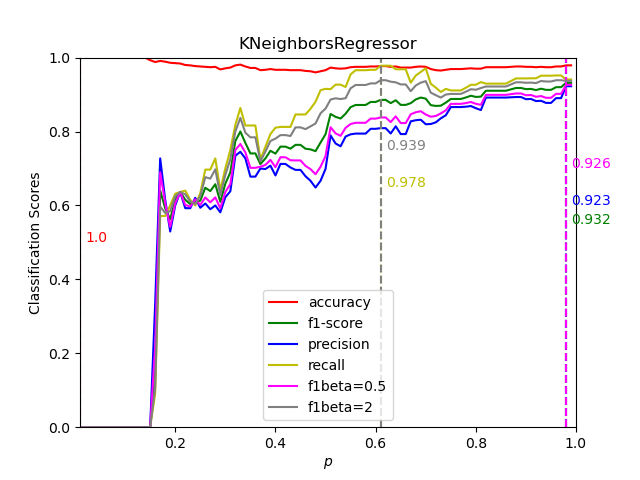 KNeighborsRegressor
Classification Scores
1.0
0.8
0.6
0.4
0.2
0.0
1.0
0.939
0.978
0.926
0.923
0.932
accuracy
f1-score
precision
recall
f1beta=0.5
f1beta=2
0.2 0.4 0.6 0.8 1.0
p